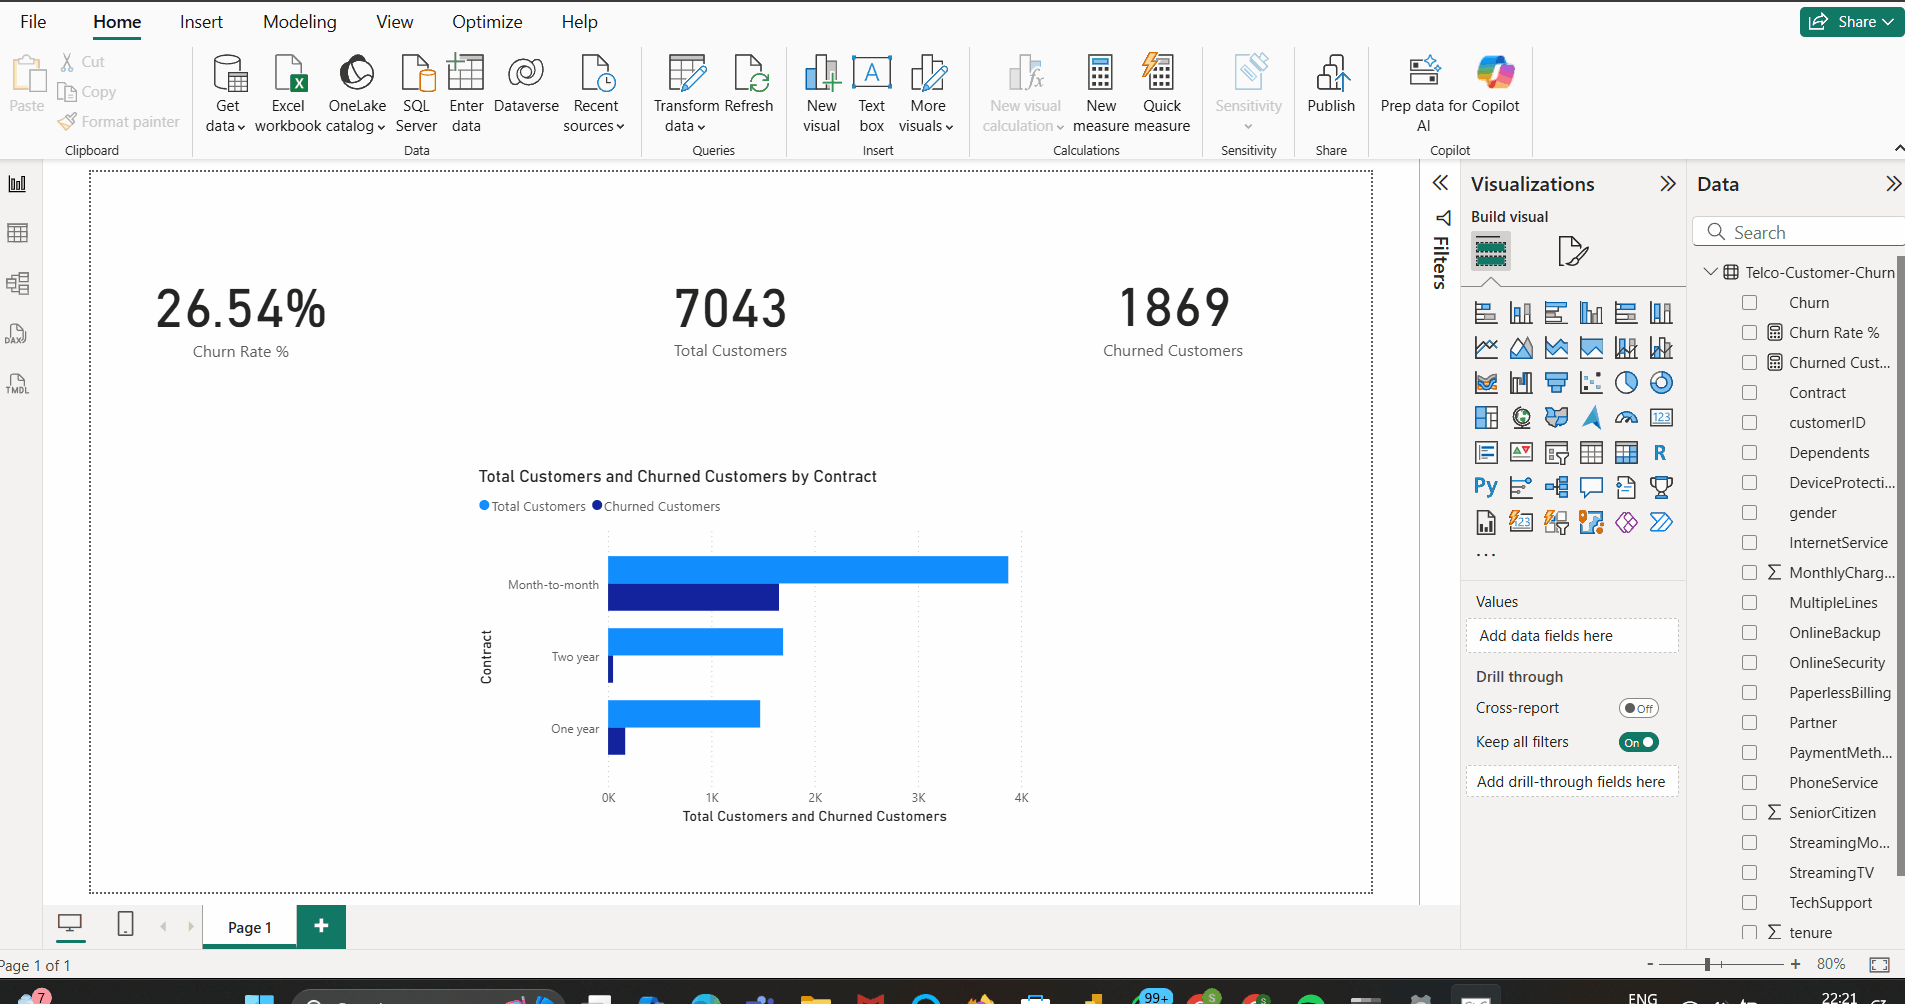 File Home Insert Modeling View Optimize Help Share
Paste
Cut
Copy
Format painter
Clipboard
Get data
Excel workbook
OneLake catalog
SQL Server
Enter data
Dataverse
Recent sources
Data
Transform data
Refresh
Queries
New visual
Text box
More visuals
Insert
New visual calculation
New measure
Quick measure
Calculations
Sensitivity
Sensitivity
Publish
Share
Prep data for AI
Copilot
Copilot
DAX
TMDL
26.54%
Churn Rate %
7043
Total Customers
1869
Churned Customers
Total Customers and Churned Customers by Contract
Total Customers Churned Customers
Contract
Month-to-month
Two year
One year
0K 1K 2K 3K 4K
Total Customers and Churned Customers
Filters
Visualizations
Build visual
123
R
Py
123
...
Values
Add data fields here
Drill through
Cross-report Off
Keep all filters On
Add drill-through fields here
Data
Search
Telco-Customer-Churn
Churn
Churn Rate %
Churned Cust...
Contract
customerID
Dependents
DeviceProtecti...
gender
InternetService
MonthlyCharg...
MultipleLines
OnlineBackup
OnlineSecurity
PaperlessBilling
Partner
PaymentMeth...
PhoneService
SeniorCitizen
StreamingMo...
StreamingTV
TechSupport
tenure
Page 1
Page 1 of 1
- + 80%
7
99+
ENG
22:21